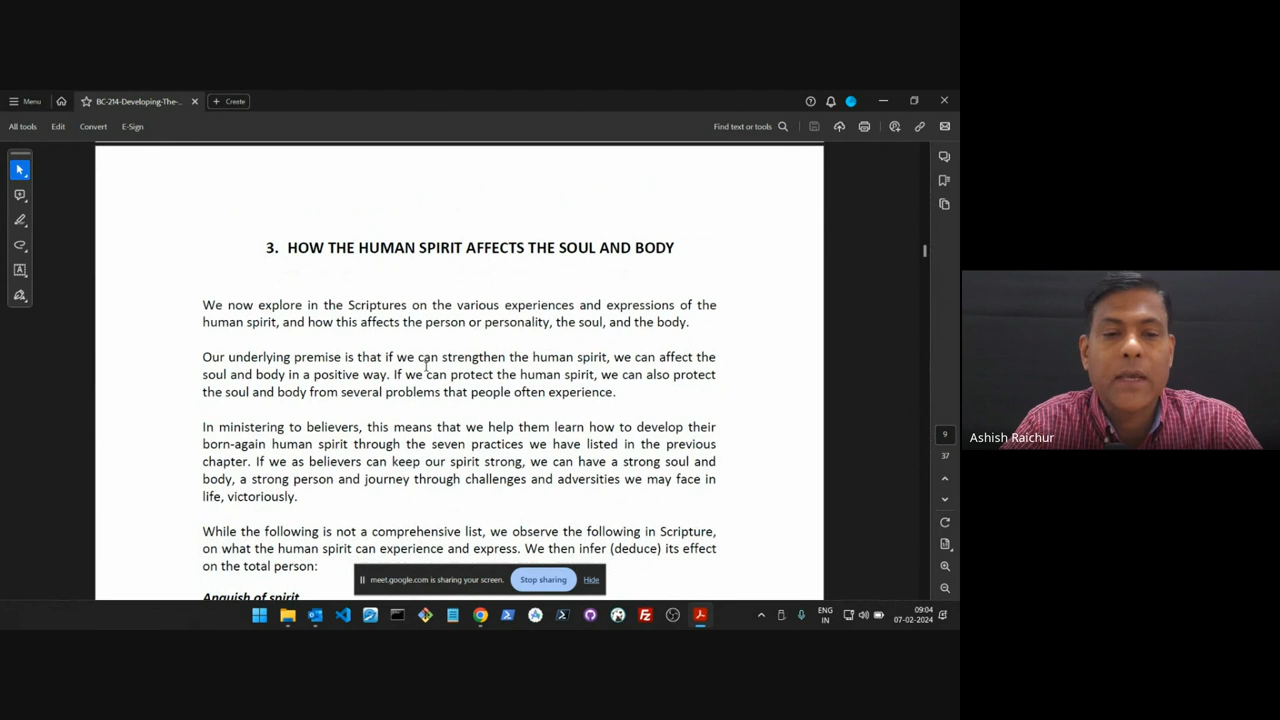 Menu
BC-214-Developing-The-...
Create
All tools
Edit
Convert
E-Sign
Find text or tools
3. HOW THE HUMAN SPIRIT AFFECTS THE SOUL AND BODY
We now explore in the Scriptures on the various experiences and expressions of the
human spirit, and how this affects the person or personality, the soul, and the body.
Our underlying premise is that if we can strengthen the human spirit, we can affect the
soul and body in a positive way. If we can protect the human spirit, we can also protect
the soul and body from several problems that people often experience.
In ministering to believers, this means that we help them learn how to develop their
born-again human spirit through the seven practices we have listed in the previous
chapter. If we as believers can keep our spirit strong, we can have a strong soul and
body, a strong person and journey through challenges and adversities we may face in
life, victoriously.
While the following is not a comprehensive list, we observe the following in Scripture,
on what the human spirit can experience and express. We then infer (deduce) its effect
on the total person:
Anguish of spirit
meet.google.com is sharing your screen.
Stop sharing
Hide
9
37
ENG
IN
09:04
07-02-2024
Ashish Raichur